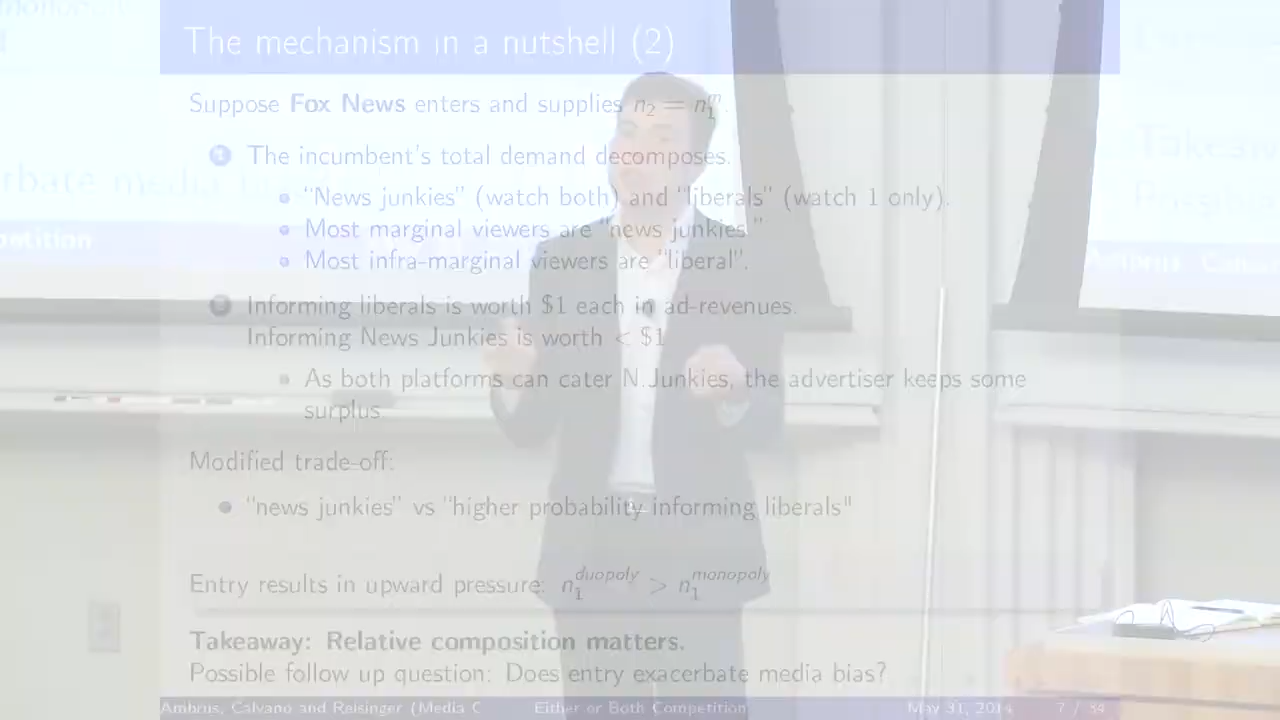 The mechanism in a nutshell (2)
Suppose Fox News enters and supplies n₂ = n₁ᵐ.
1 The incumbent's total demand decomposes.
"News junkies" (watch both) and "liberals" (watch 1 only).
Most marginal viewers are "news junkies"
Most infra-marginal viewers are "liberal".
2 Informing liberals is worth $1 each in ad-revenues.
Informing News Junkies is worth < $1
As both platforms can cater N.Junkies, the advertiser keeps some
surplus
Modified trade-off:
"news junkies" vs "higher probability informing liberals"
Entry results in upward pressure: n₁ᵈᵘᵒᵖᵒˡʸ > n₁ᵐᵒⁿᵒᵖᵒˡʸ
Takeaway: Relative composition matters.
Possible follow up question: Does entry exacerbate media bias?
Ambrus, Calvano and Reisinger (Media C Either or Both Competition May 31, 2014 7 / 34